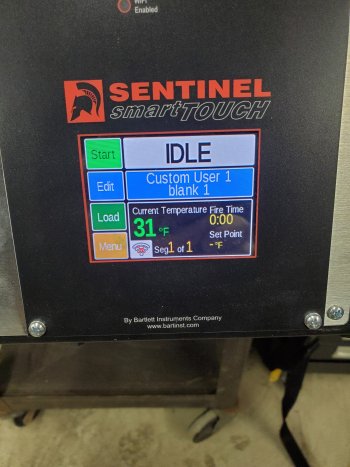 WiFi
Enabled
SENTINEL
smartTOUCH
Start
IDLE
Edit
Custom User 1
blank 1
Load
Current Temperature Fire Time
31 °F
0:00
Set Point
- °F
Menu
Seg1 of 1
By Bartlett Instruments Company
www.bartinst.com